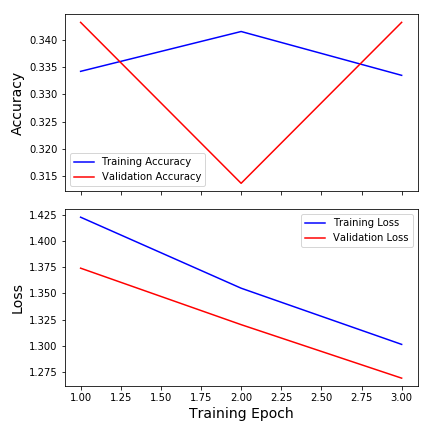 0.340
0.335
0.330
0.325
0.320
0.315
Accuracy
Training Accuracy
Validation Accuracy
1.425
1.400
1.375
1.350
1.325
1.300
1.275
Loss
Training Loss
Validation Loss
1.00 1.25 1.50 1.75 2.00 2.25 2.50 2.75 3.00
Training Epoch